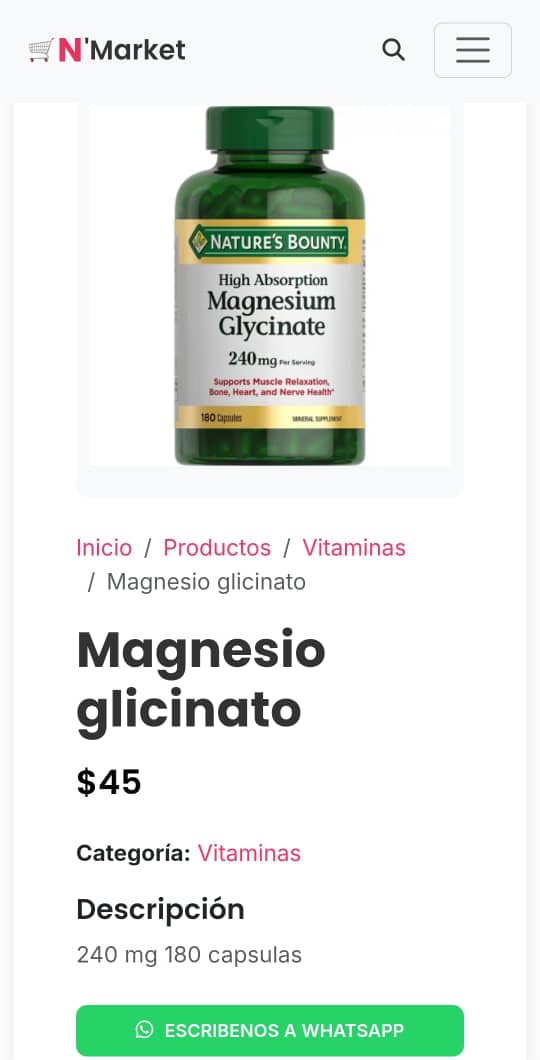 N'Market
NATURE'S BOUNTY
High Absorption
Magnesium
Glycinate
240mg Per Serving
Supports Muscle Relaxation,
Bone, Heart, and Nerve Health*
180 Capsules MINERAL SUPPLEMENT
Inicio / Productos / Vitaminas
/ Magnesio glicinato
Magnesio
glicinato
$45
Categoría: Vitaminas
Descripción
240 mg 180 capsulas
ESCRIBENOS A WHATSAPP